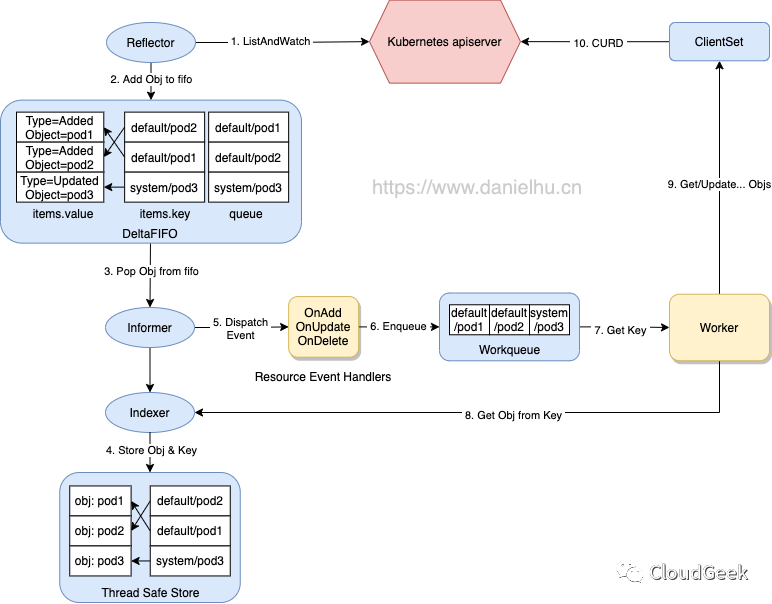 Reflector
1. ListAndWatch
Kubernetes apiserver
10. CURD
ClientSet
2. Add Obj to fifo
Type=Added
Object=pod1
Type=Added
Object=pod2
Type=Updated
Object=pod3
default/pod2
default/pod1
system/pod3
default/pod1
default/pod2
system/pod3
items.value
items.key
queue
DeltaFIFO
https://www.danielhu.cn
9. Get/Update... Objs
3. Pop Obj from fifo
Informer
5. Dispatch
Event
OnAdd
OnUpdate
OnDelete
Resource Event Handlers
6. Enqueue
default
/pod1
default
/pod2
system
/pod3
Workqueue
7. Get Key
Worker
Indexer
8. Get Obj from Key
4. Store Obj & Key
obj: pod1
obj: pod2
obj: pod3
default/pod2
default/pod1
system/pod3
Thread Safe Store
CloudGeek